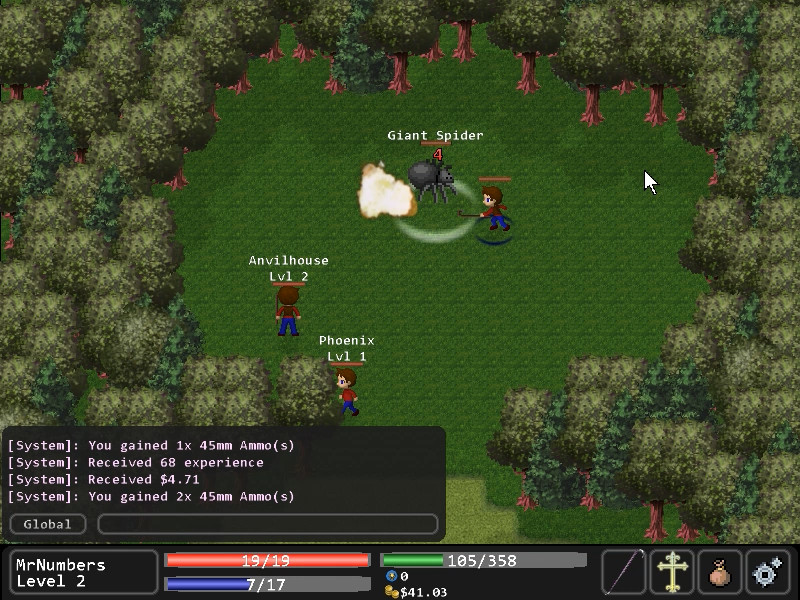 Giant Spider
4
Anvilhouse
Lvl 2
Phoenix
Lvl 1
[System]: You gained 1x 45mm Ammo(s)
[System]: Received 68 experience
[System]: Received $4.71
[System]: You gained 2x 45mm Ammo(s)
Global
MrNumbers
Level 2
19/19
7/17
105/358
0
$41.03